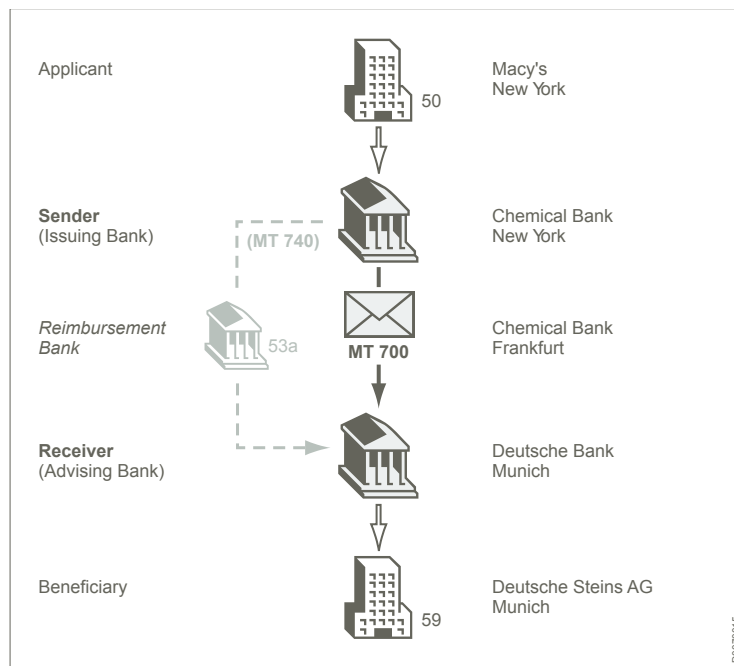 Applicant
50
Macy's
New York
Sender
(Issuing Bank)
(MT 740)
Chemical Bank
New York
Reimbursement
Bank
53a
MT 700
Chemical Bank
Frankfurt
Receiver
(Advising Bank)
Deutsche Bank
Munich
Beneficiary
59
Deutsche Steins AG
Munich